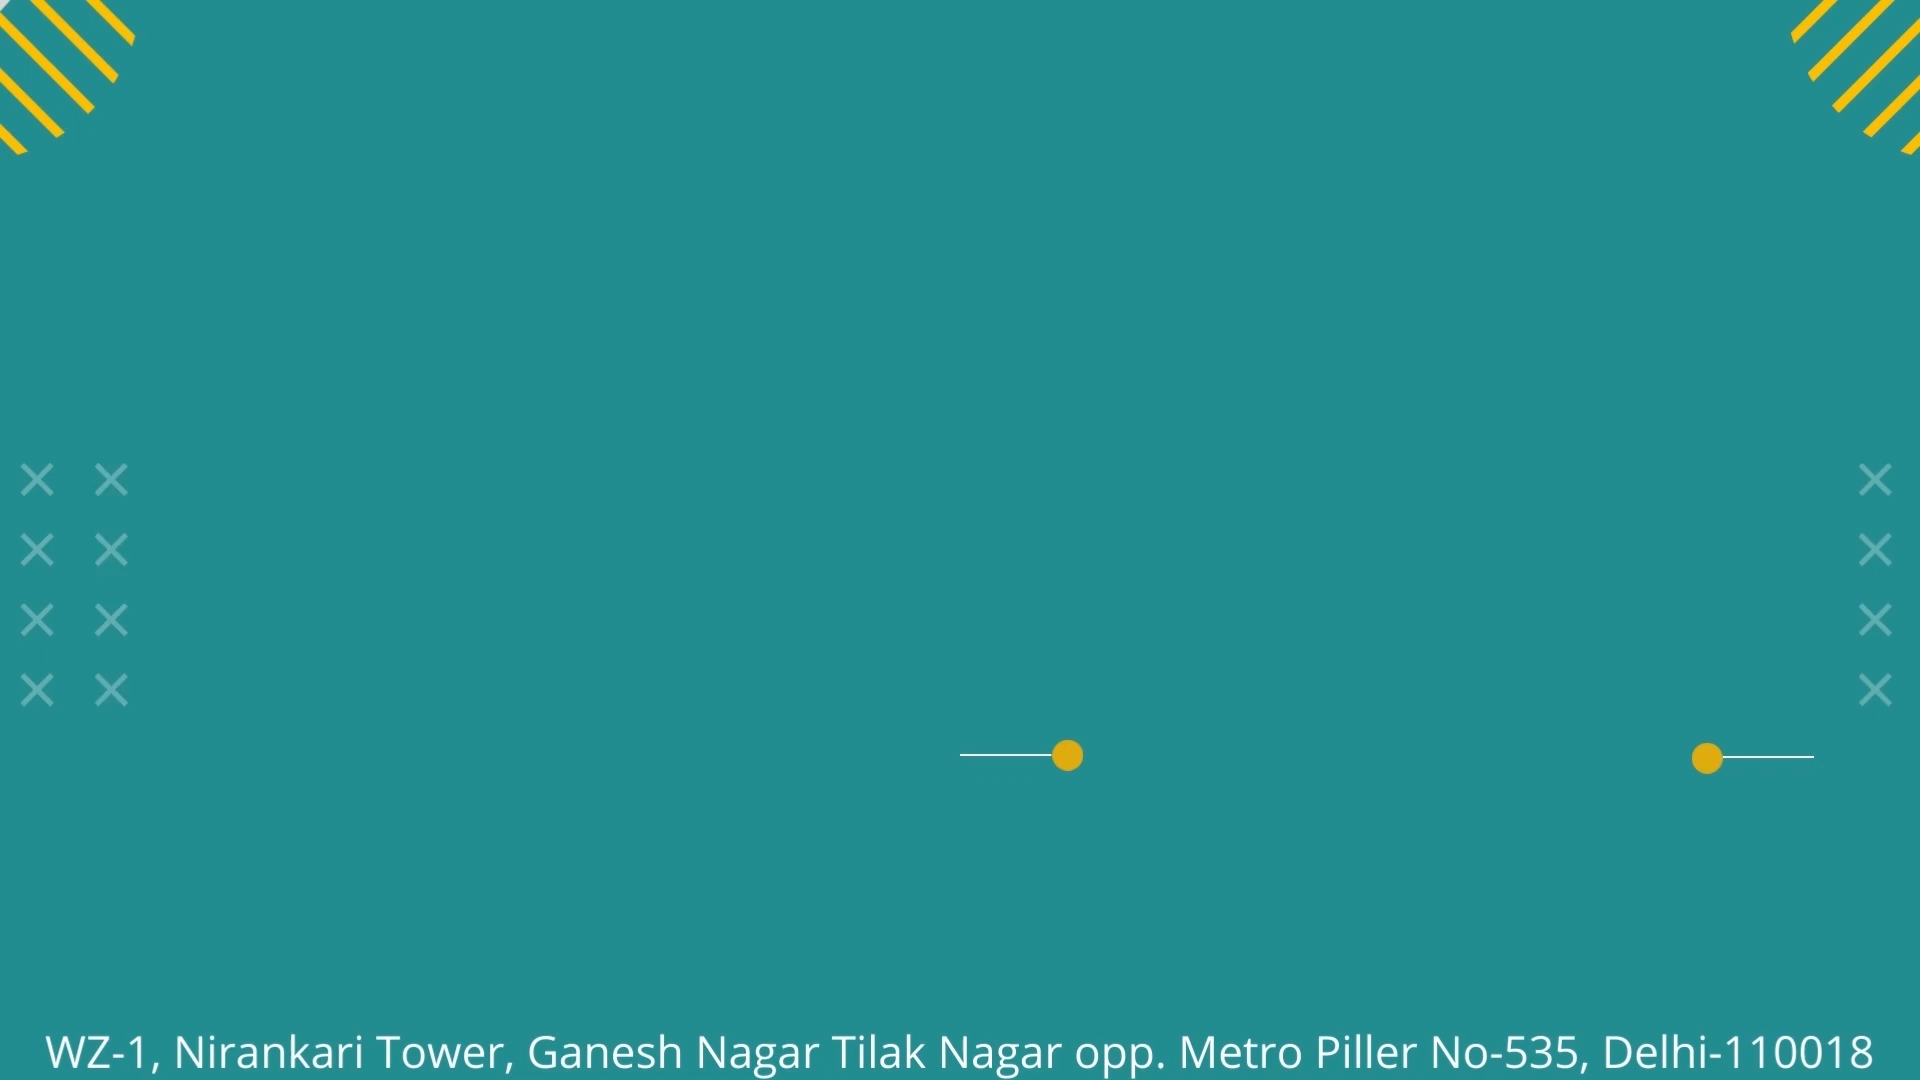 WZ-1, Nirankari Tower, Ganesh Nagar Tilak Nagar opp. Metro Piller No-535, Delhi-110018